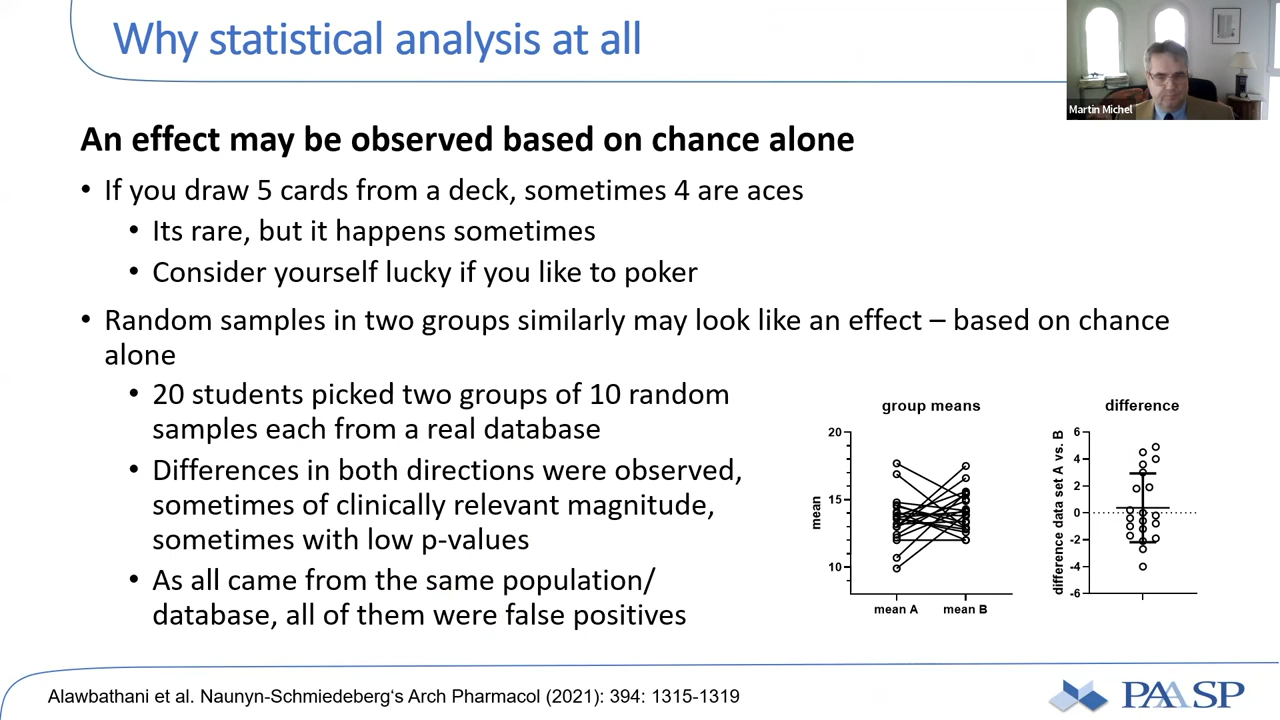 Why statistical analysis at all
Martin Michel
An effect may be observed based on chance alone
• If you draw 5 cards from a deck, sometimes 4 are aces
• Its rare, but it happens sometimes
• Consider yourself lucky if you like to poker
• Random samples in two groups similarly may look like an effect – based on chance
alone
• 20 students picked two groups of 10 random
samples each from a real database
• Differences in both directions were observed,
sometimes of clinically relevant magnitude,
sometimes with low p-values
• As all came from the same population/
database, all of them were false positives
group means
20
15
10
mean
mean A mean B
difference
6
4
2
0
-2
-4
-6
difference data set A vs. B
Alawbathani et al. Naunyn-Schmiedeberg‘s Arch Pharmacol (2021): 394: 1315-1319
PAASP